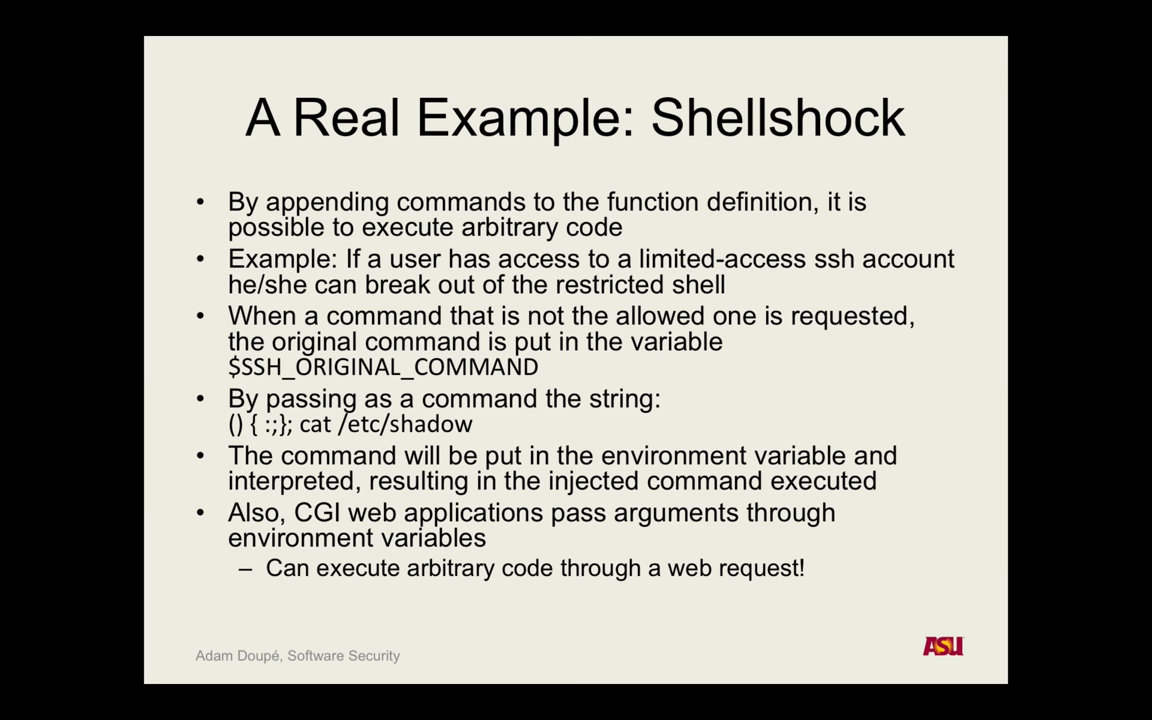 A Real Example: Shellshock
• By appending commands to the function definition, it is
possible to execute arbitrary code
• Example: If a user has access to a limited-access ssh account
he/she can break out of the restricted shell
• When a command that is not the allowed one is requested,
the original command is put in the variable
$SSH_ORIGINAL_COMMAND
• By passing as a command the string:
() { :;}; cat /etc/shadow
• The command will be put in the environment variable and
interpreted, resulting in the injected command executed
• Also, CGI web applications pass arguments through
environment variables
– Can execute arbitrary code through a web request!
Adam Doupé, Software Security
ASU